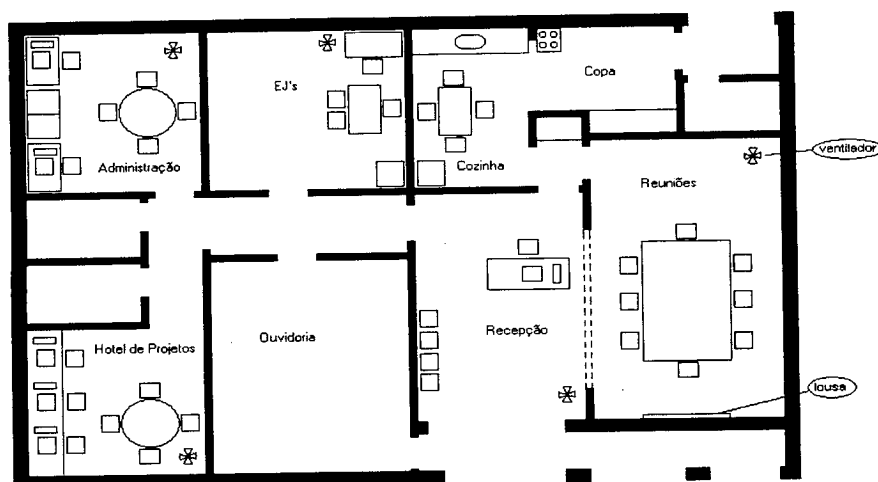 Copa
EJ's
ventilador
Administração
Cozinha
Reuniões
Recepção
Ouvidoria
Hotel de Projetos
lousa